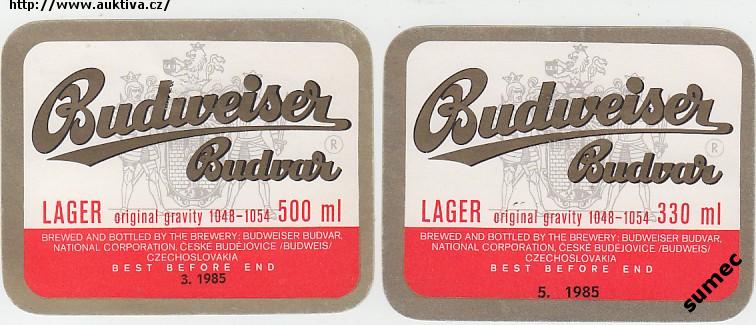 http://www.auktiva.cz/
Budweiser
Budvar
®
LAGER original gravity 1048-1054 500 ml
BREWED AND BOTTLED BY THE BREWERY: BUDWEISER BUDVAR,
NATIONAL CORPORATION, ČESKÉ BUDĚJOVICE /BUDWEIS/
CZECHOSLOVAKIA
BEST BEFORE END
3. 1985
Budweiser
Budvar
®
LAGER original gravity 1048-1054 330 ml
BREWED AND BOTTLED BY THE BREWERY: BUDWEISER BUDVAR,
NATIONAL CORPORATION, ČESKÉ BUDĚJOVICE /BUDWEIS/
CZECHOSLOVAKIA
BEST BEFORE END
5. 1985
sumec